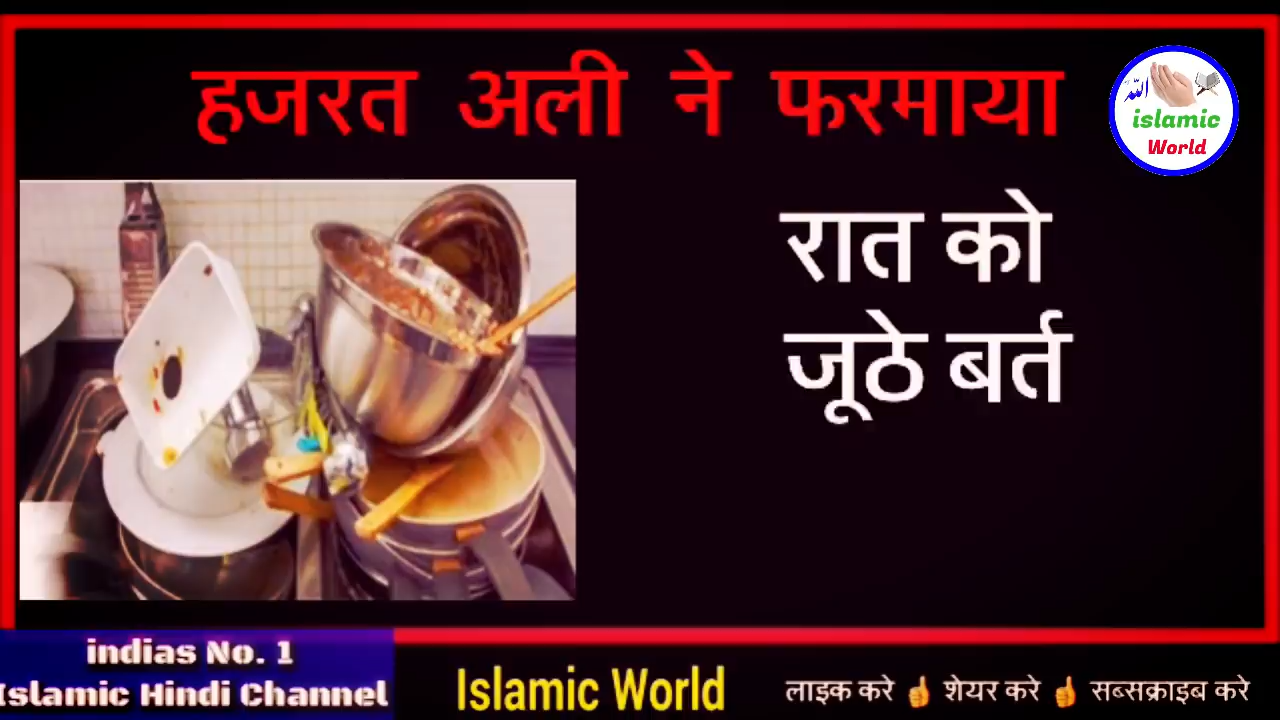 हजरत अली ने फरमाया
الله
islamic
World
रात को
जूठे बर्त
indias No. 1
Islamic Hindi Channel
Islamic World
लाइक करे 👍 शेयर करे 👍 सब्सक्राइब करे